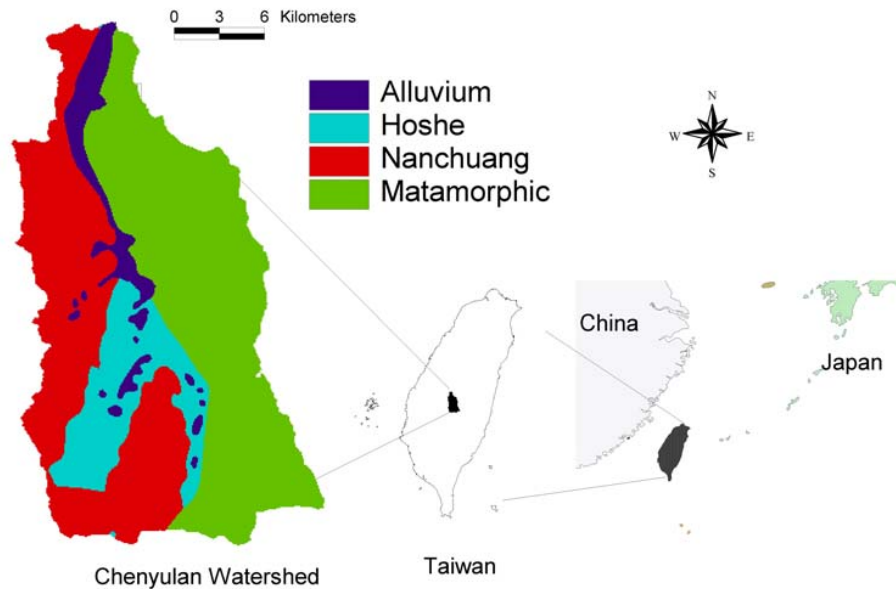 0 3 6 Kilometers
Alluvium
Hoshe
Nanchuang
Matamorphic
N
W E
S
China
Japan
Taiwan
Chenyulan Watershed